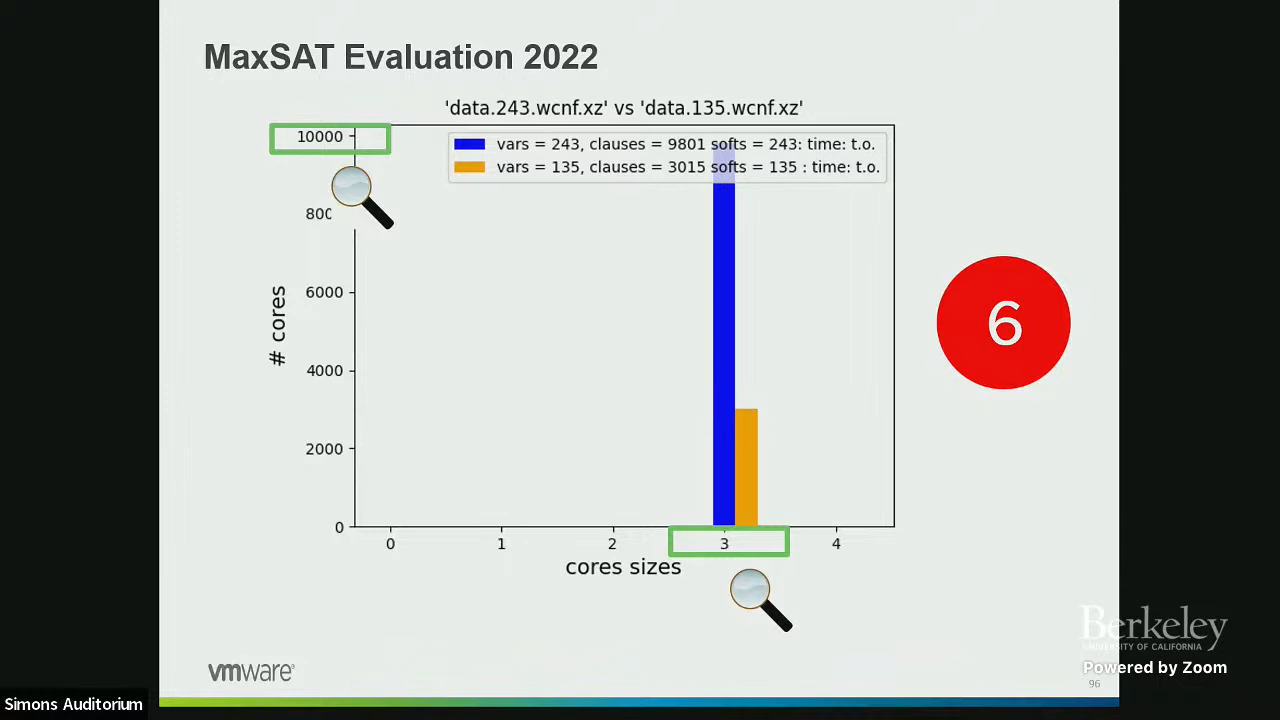 MaxSAT Evaluation 2022
'data.243.wcnf.xz' vs 'data.135.wcnf.xz'
vars = 243, clauses = 9801 softs = 243: time: t.o.
vars = 135, clauses = 3015 softs = 135 : time: t.o.
10000
800
6000
4000
2000
0
# cores
0 1 2 3 4
cores sizes
6
vmware
Berkeley
UNIVERSITY OF CALIFORNIA
Powered by Zoom
96
Simons Auditorium